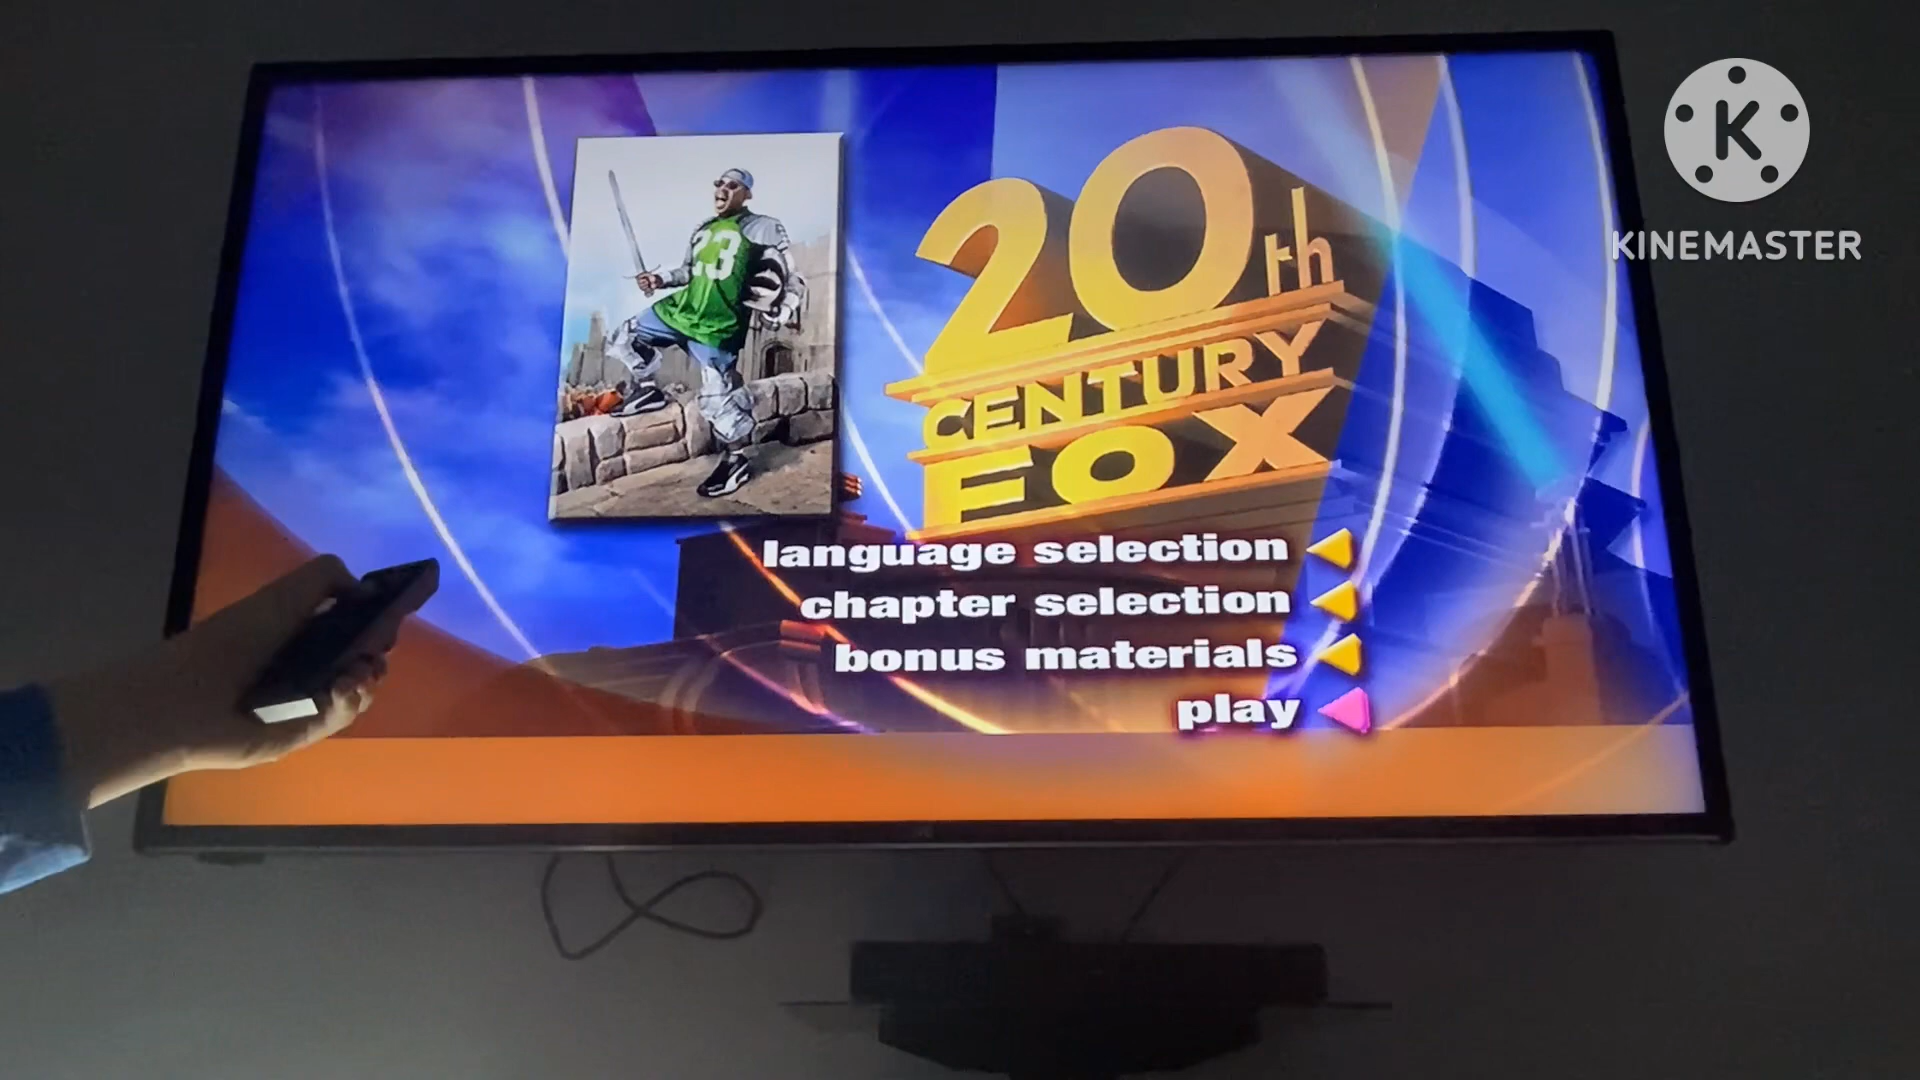 23
20th
CENTURY
FOX
language selection
chapter selection
bonus materials
play
K
KINEMASTER